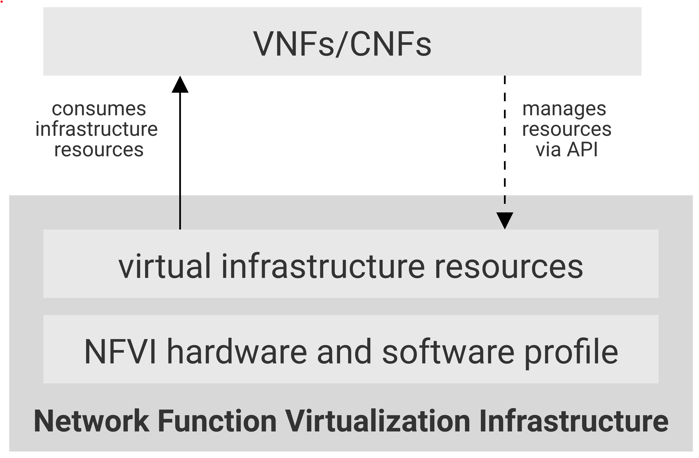 VNFs/CNFs
consumes
infrastructure
resources
manages
resources
via API
virtual infrastructure resources
NFVI hardware and software profile
Network Function Virtualization Infrastructure